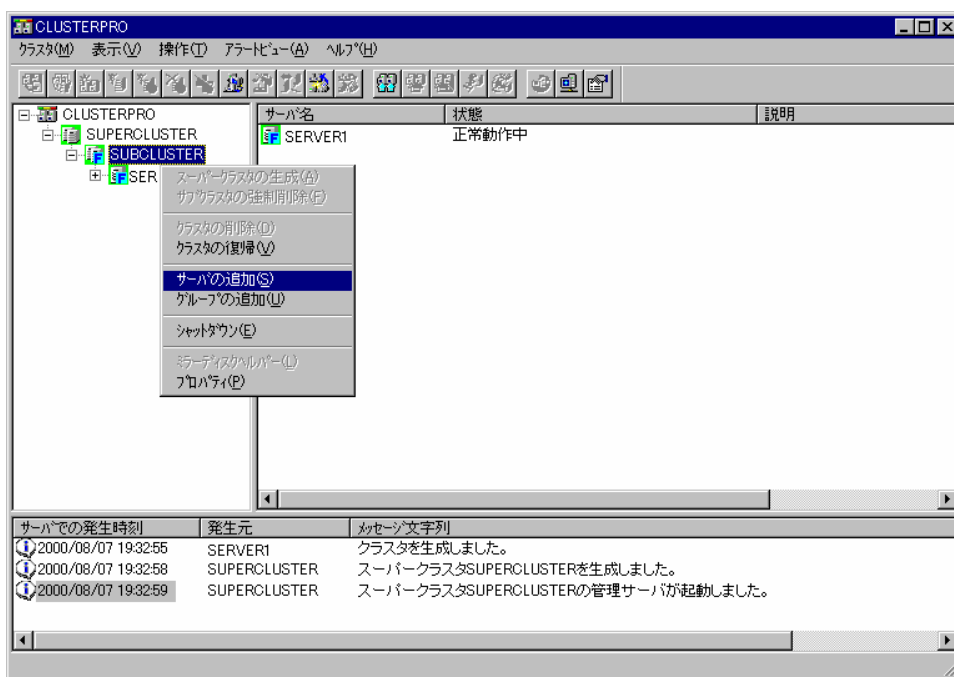 CLUSTERPRO
クラスタ(M) 表示(V) 操作(T) アラートビュー(A) ヘルプ(H)
CLUSTERPRO
SUPERCLUSTER
SUBCLUSTER
SER
サーバ名 状態 説明
SERVER1 正常動作中
スーパークラスタの生成(A)
サブクラスタの強制削除(F)
クラスタの削除(D)
クラスタの復帰(V)
サーバの追加(S)
グループの追加(U)
シャットダウン(E)
ミラーディスクヘルパー(L)
プロパティ(P)
サーバでの発生時刻 発生元 メッセージ文字列
2000/08/07 19:32:55 SERVER1 クラスタを生成しました。
2000/08/07 19:32:58 SUPERCLUSTER スーパークラスタSUPERCLUSTERを生成しました。
2000/08/07 19:32:59 SUPERCLUSTER スーパークラスタSUPERCLUSTERの管理サーバが起動しました。